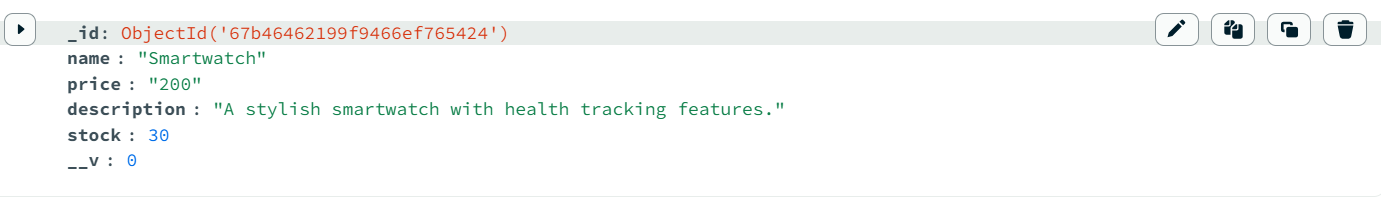 _id: ObjectId('67b46462199f9466ef765424')
name : "Smartwatch"
price : "200"
description : "A stylish smartwatch with health tracking features."
stock : 30
__v : 0